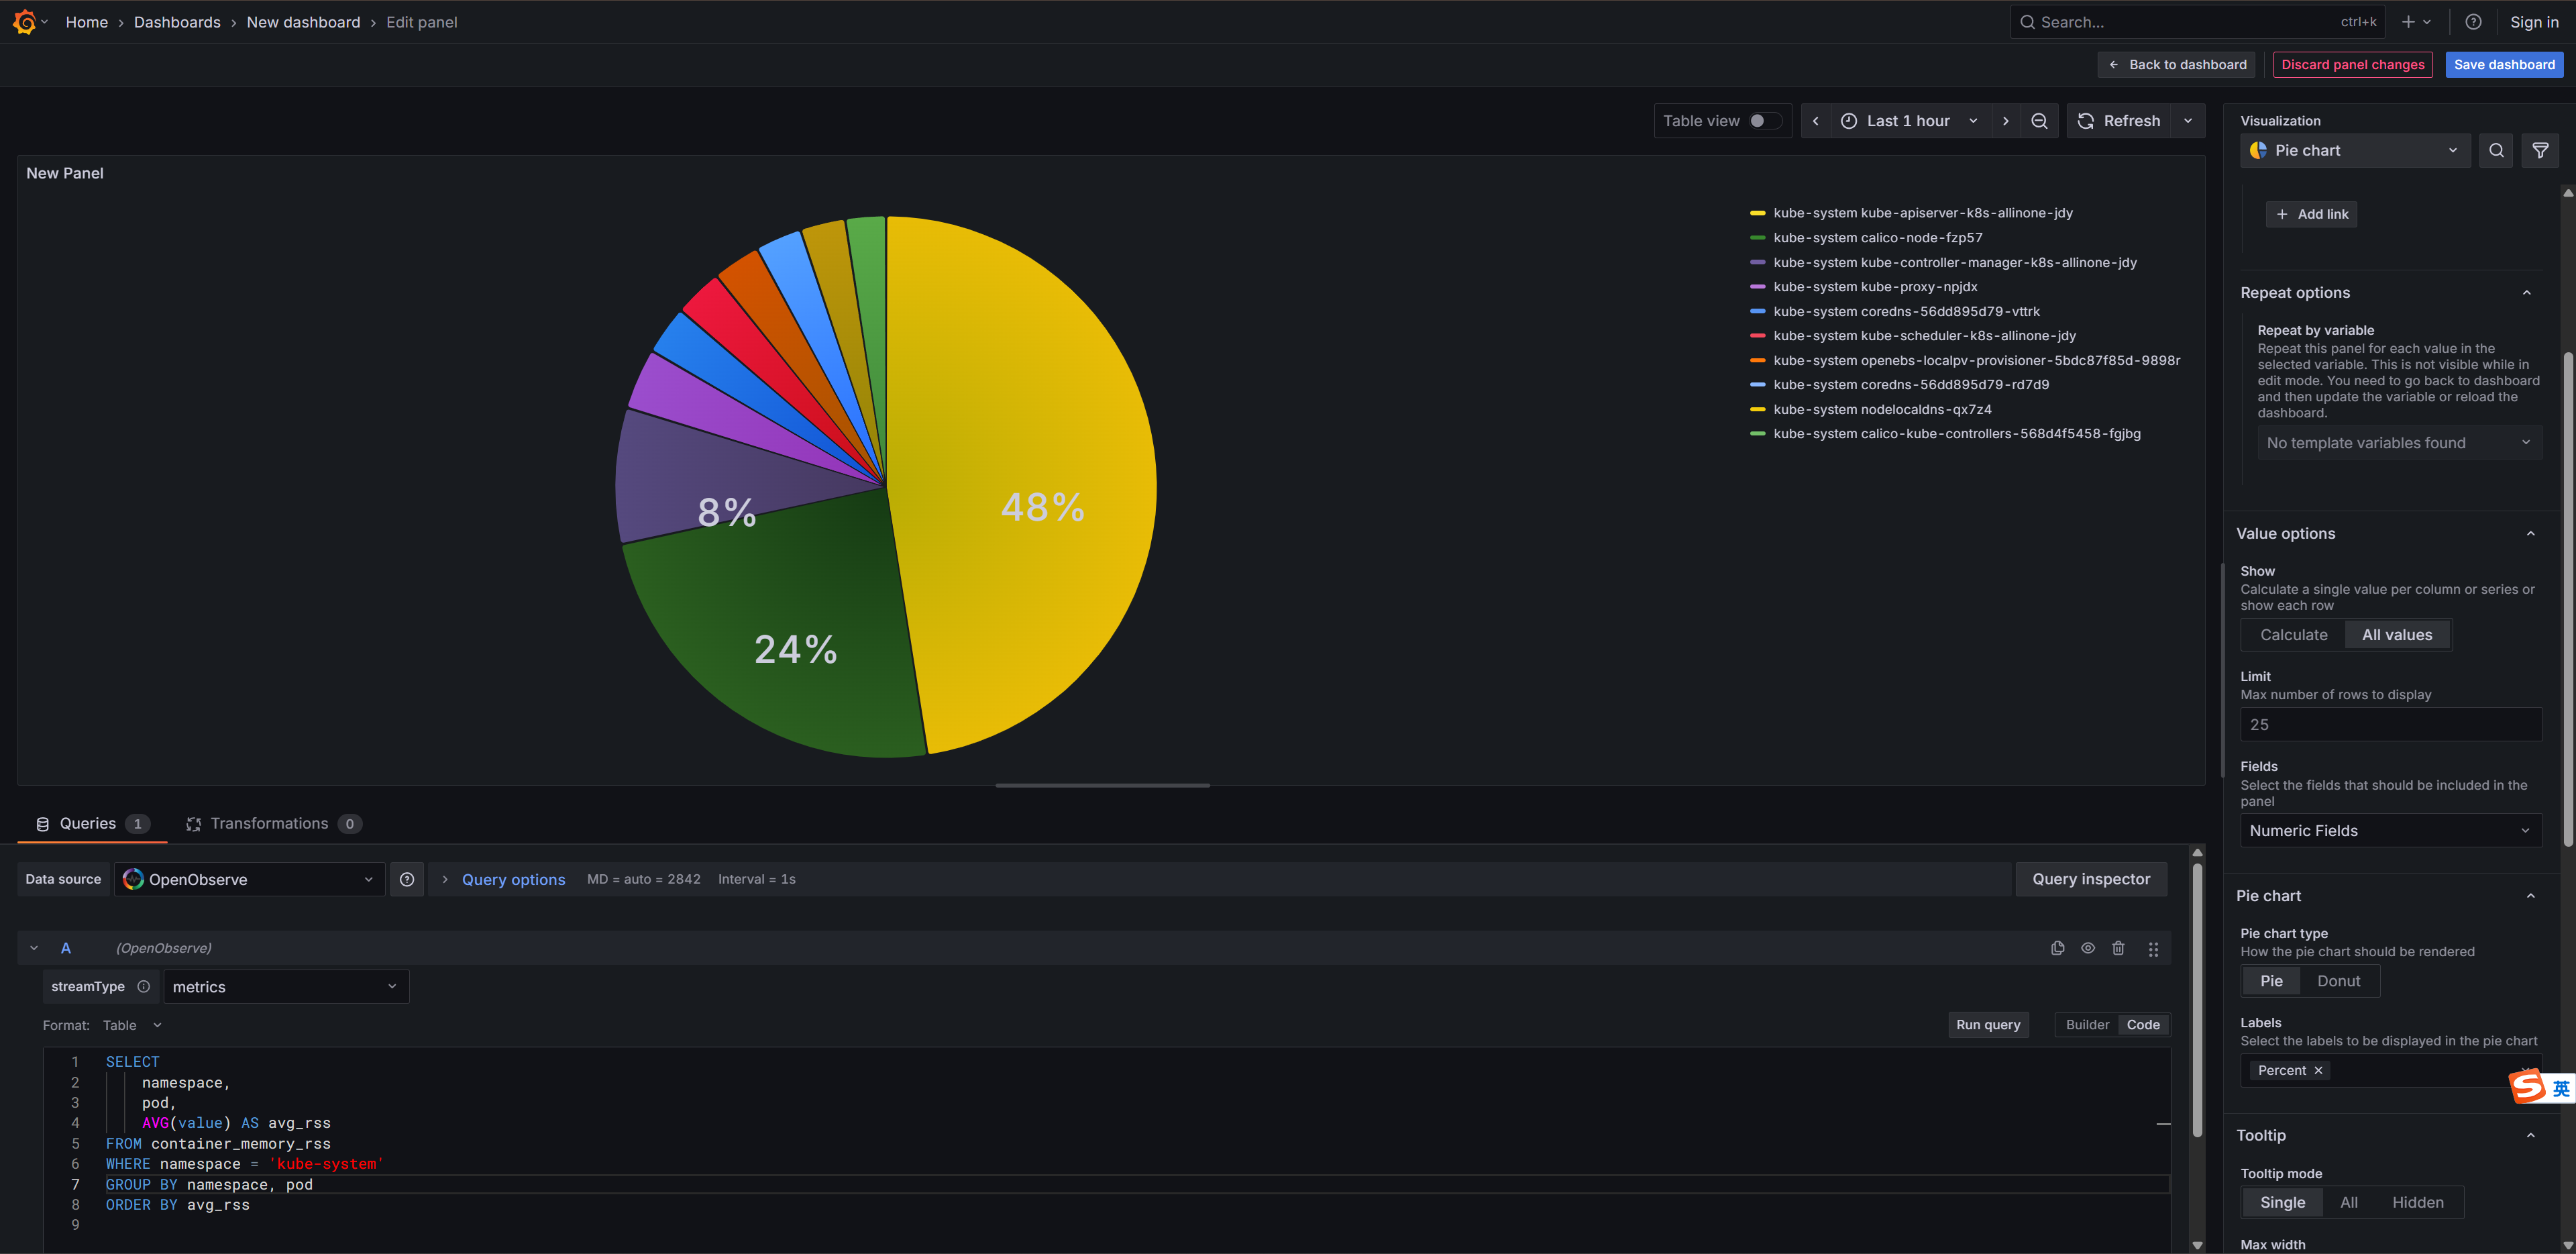 Home › Dashboards › New dashboard › Edit panel
Search... ctrl+k
Sign in
Back to dashboard
Discard panel changes
Save dashboard
Table view
Last 1 hour
Refresh
New Panel
48%
24%
8%
kube-system kube-apiserver-k8s-allinone-jdy
kube-system calico-node-fzp57
kube-system kube-controller-manager-k8s-allinone-jdy
kube-system kube-proxy-npjdx
kube-system coredns-56dd895d79-vttrk
kube-system kube-scheduler-k8s-allinone-jdy
kube-system openebs-localpv-provisioner-5bdc87f85d-9898r
kube-system coredns-56dd895d79-rd7d9
kube-system nodelocaldns-qx7z4
kube-system calico-kube-controllers-568d4f5458-fgjbg
Queries 1
Transformations 0
Data source
OpenObserve
Query options
MD = auto = 2842
Interval = 1s
Query inspector
A
(OpenObserve)
streamType
metrics
Format: Table
Run query
Builder
Code
1 SELECT
2 namespace,
3 pod,
4 AVG(value) AS avg_rss
5 FROM container_memory_rss
6 WHERE namespace = 'kube-system'
7 GROUP BY namespace, pod
8 ORDER BY avg_rss
9
Visualization
Pie chart
+ Add link
Repeat options
Repeat by variable
Repeat this panel for each value in the
selected variable. This is not visible while in
edit mode. You need to go back to dashboard
and then update the variable or reload the
dashboard.
No template variables found
Value options
Show
Calculate a single value per column or series or
show each row
Calculate
All values
Limit
Max number of rows to display
25
Fields
Select the fields that should be included in the
panel
Numeric Fields
Pie chart
Pie chart type
How the pie chart should be rendered
Pie
Donut
Labels
Select the labels to be displayed in the pie chart
Percent
英
Tooltip
Tooltip mode
Single
All
Hidden
Max width